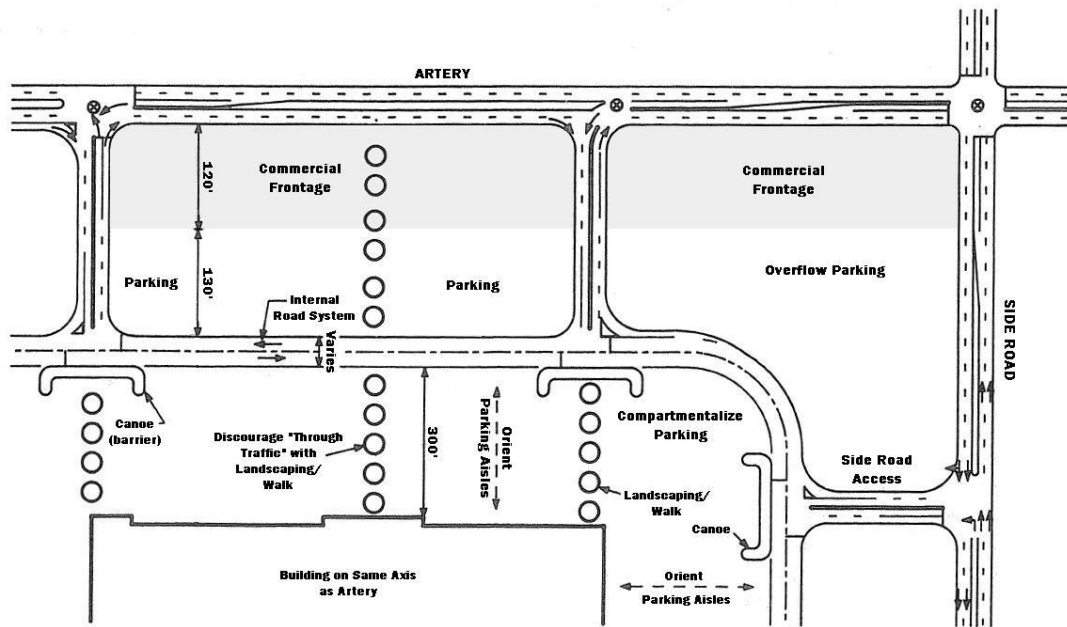 ARTERY
Commercial
Frontage
Commercial
Frontage
120'
130'
Parking
Parking
Overflow Parking
Internal
Road System
Varies
SIDE ROAD
Canoe
(barrier)
Discourage "Through
Traffic" with
Landscaping/
Walk
300'
Orient
Parking Aisles
Compartmentalize
Parking
Side Road
Access
Landscaping/
Walk
Canoe
Building on Same Axis
as Artery
Orient
Parking Aisles